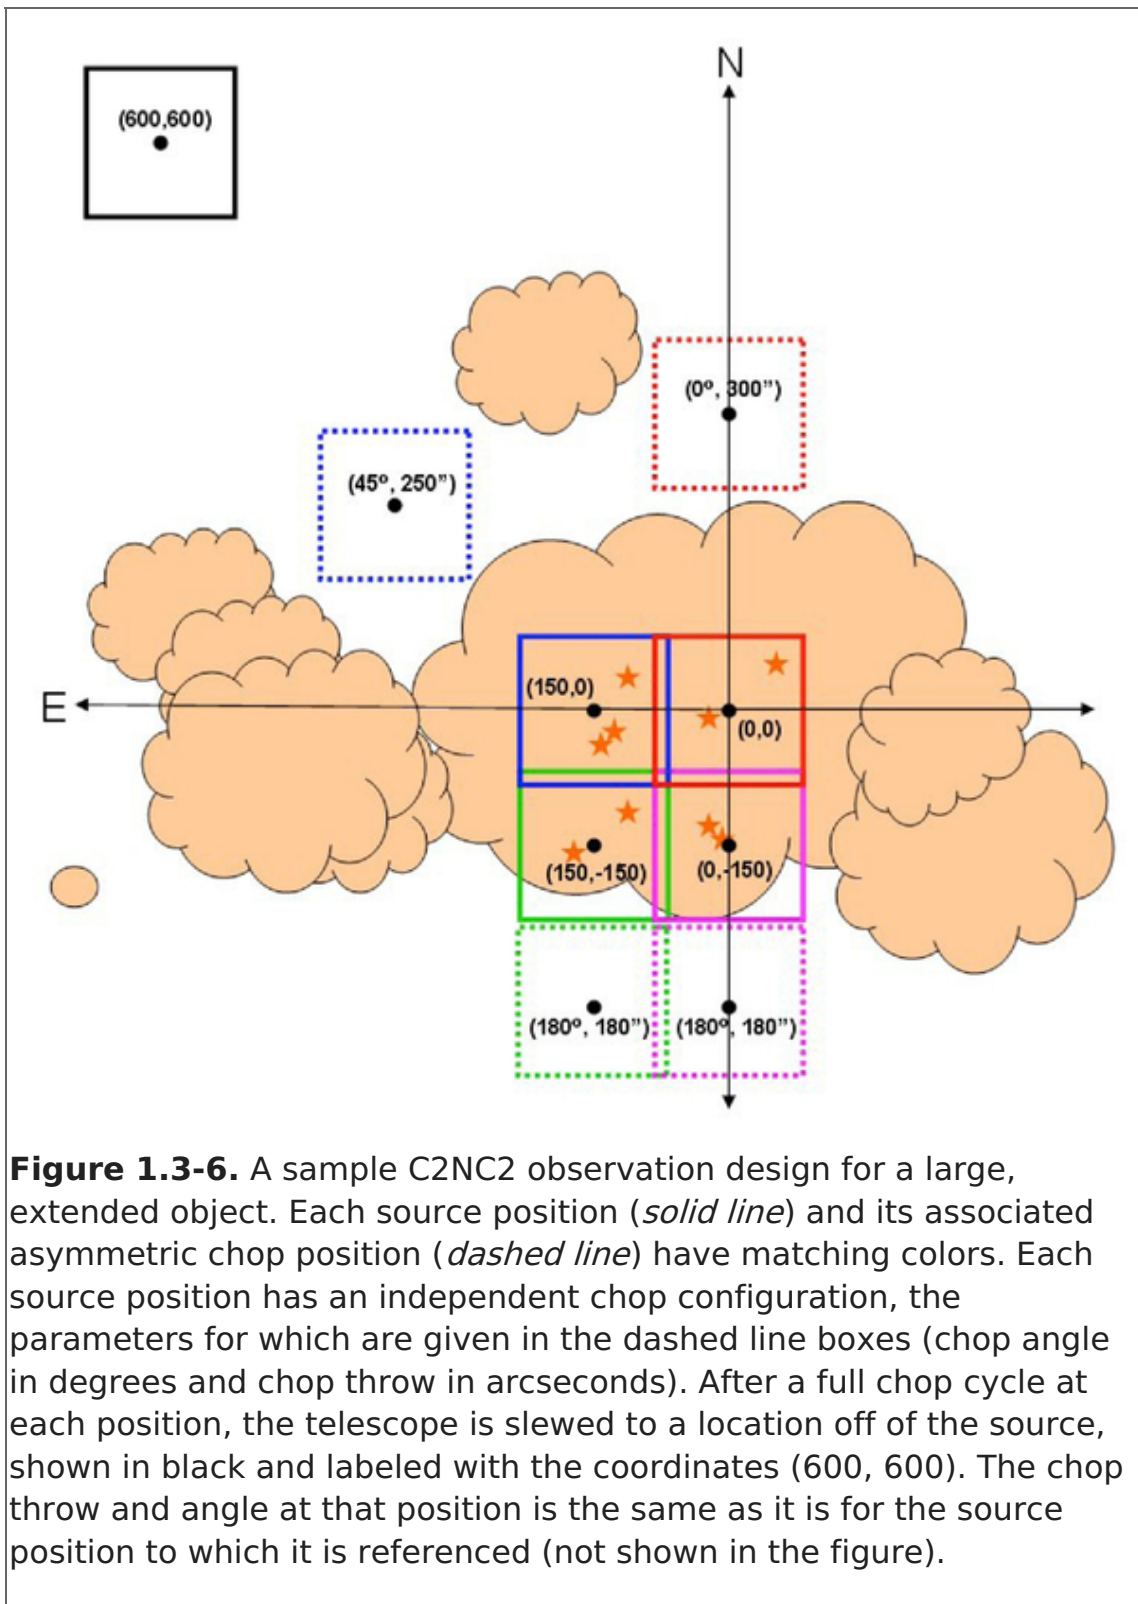 N
(600,600)
(0º, 300”)
(45º, 250”)
E
(150,0)
(0,0)
(150,-150)
(0,-150)
(180º, 180”)
(180º, 180”)
Figure 1.3-6. A sample C2NC2 observation design for a large,
extended object. Each source position (solid line) and its associated
asymmetric chop position (dashed line) have matching colors. Each
source position has an independent chop configuration, the
parameters for which are given in the dashed line boxes (chop angle
in degrees and chop throw in arcseconds). After a full chop cycle at
each position, the telescope is slewed to a location off of the source,
shown in black and labeled with the coordinates (600, 600). The chop
throw and angle at that position is the same as it is for the source
position to which it is referenced (not shown in the figure).